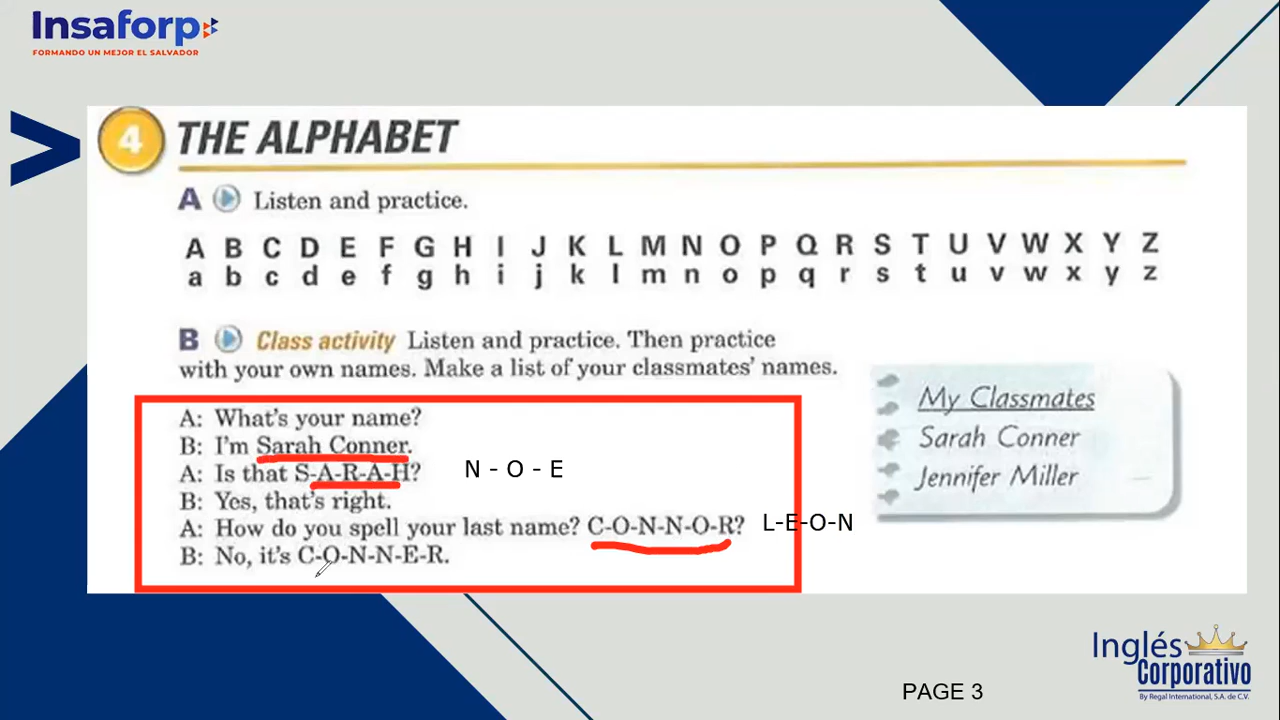 Insaforp
FORMANDO UN MEJOR EL SALVADOR
>
4 THE ALPHABET
A Listen and practice.
A B C D E F G H I J K L M N O P Q R S T U V W X Y Z
a b c d e f g h i j k l m n o p q r s t u v w x y z
B Class activity Listen and practice. Then practice
with your own names. Make a list of your classmates' names.
A: What's your name?
B: I'm Sarah Conner.
A: Is that S-A-R-A-H? N - O - E
B: Yes, that's right.
A: How do you spell your last name? C-O-N-N-O-R? L-E-O-N
B: No, it's C-O-N-N-E-R.
My Classmates
Sarah Conner
Jennifer Miller
Inglés
Corporativo
By Regal International, S.A. de C.V.
PAGE 3